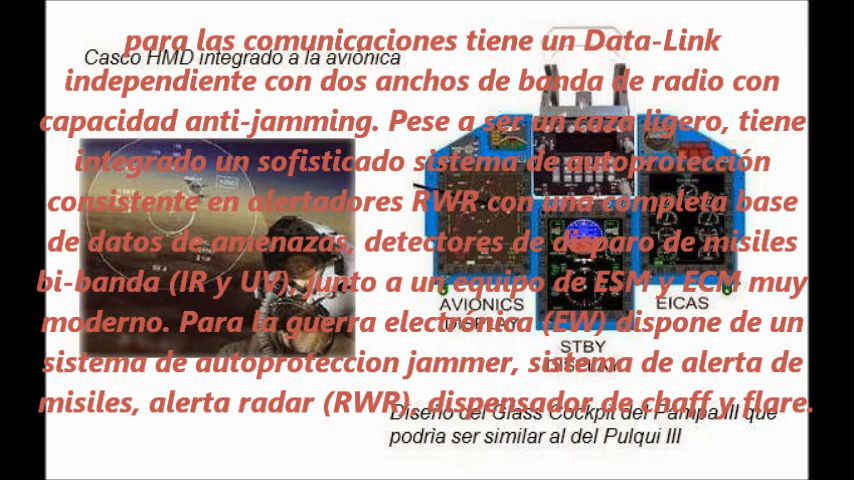 para las comunicaciones tiene un Data-Link
Casco HMD integrado a la aviónica
independiente con dos anchos de banda de radio con
capacidad anti-jamming. Pese a ser un caza ligero, tiene
integrado un sofisticado sistema de autoprotección
consistente en alertadores RWR con una completa base
de datos de amenazas, detectores de disparo de misiles
bi-banda (IR y UV), junto a un equipo de ESM y ECM muy
AVIONICS
DISPLAY
EICAS
moderno. Para la guerra electrónica (EW) dispone de un
STBY
DISPLAY
sistema de autoproteccion jammer, sistema de alerta de
misiles, alerta radar (RWR), dispensador de chaff y flare.
Diseño del Glass Cockpit del Pampa III que
podría ser similar al del Pulqui III